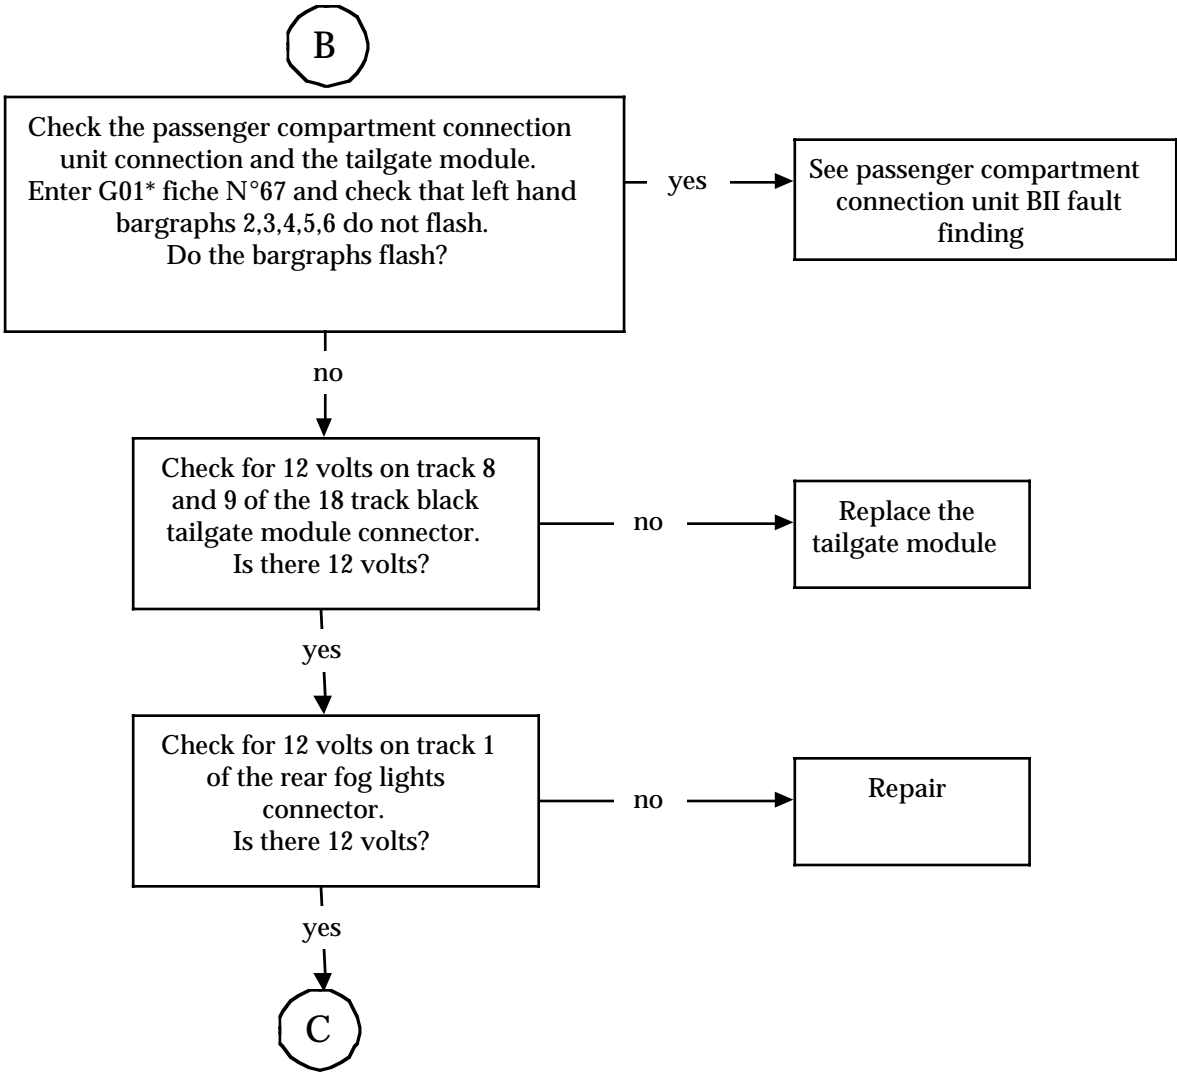 B
Check the passenger compartment connection
unit connection and the tailgate module.
Enter G01* fiche N°67 and check that left hand
bargraphs 2,3,4,5,6 do not flash.
Do the bargraphs flash?
yes
See passenger compartment
connection unit BII fault
finding
no
Check for 12 volts on track 8
and 9 of the 18 track black
tailgate module connector.
Is there 12 volts?
no
Replace the
tailgate module
yes
Check for 12 volts on track 1
of the rear fog lights
connector.
Is there 12 volts?
no
Repair
yes
C